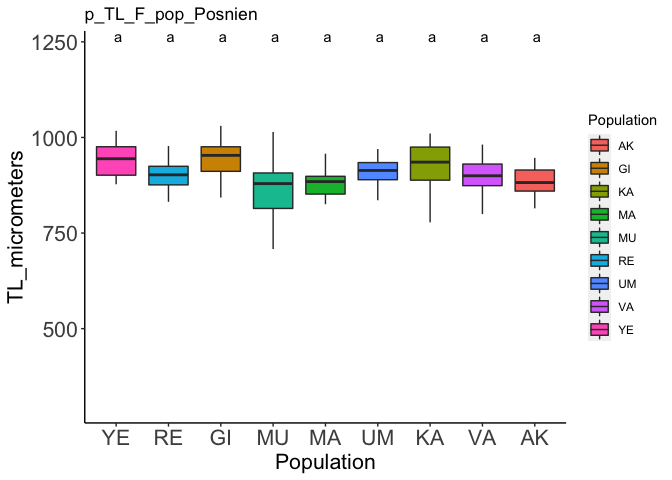 p_TL_F_pop_Posnien
a a a a a a a a a
1250
1000
750
500
TL_micrometers
YE RE GI MU MA UM KA VA AK
Population
Population
AK
GI
KA
MA
MU
RE
UM
VA
YE